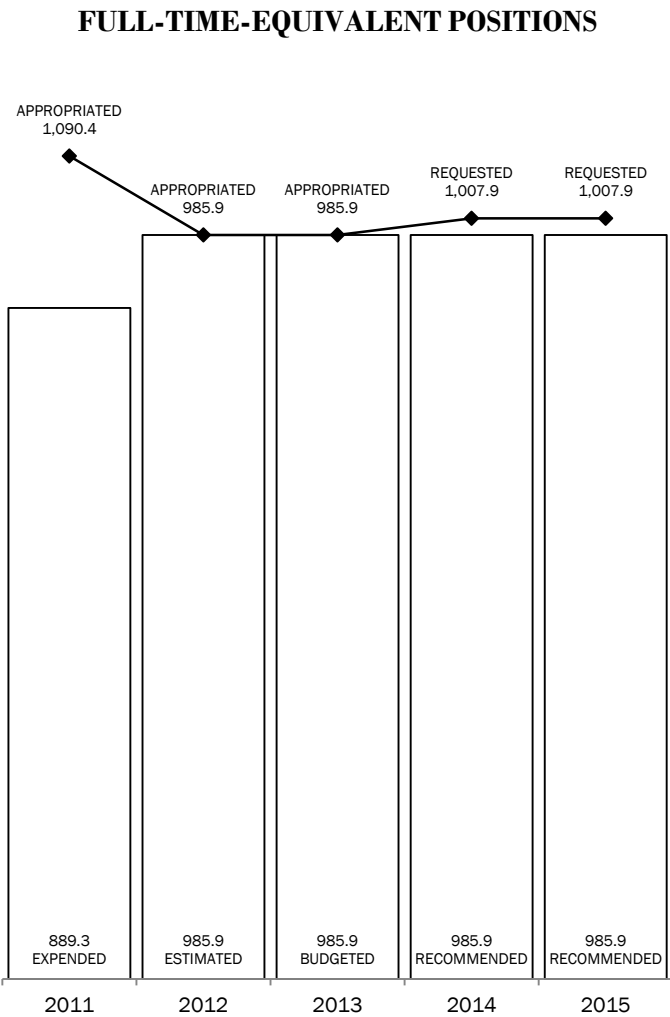 FULL-TIME-EQUIVALENT POSITIONS
APPROPRIATED
1,090.4
APPROPRIATED
985.9
APPROPRIATED
985.9
REQUESTED
1,007.9
REQUESTED
1,007.9
889.3
EXPENDED
985.9
ESTIMATED
985.9
BUDGETED
985.9
RECOMMENDED
985.9
RECOMMENDED
2011
2012
2013
2014
2015